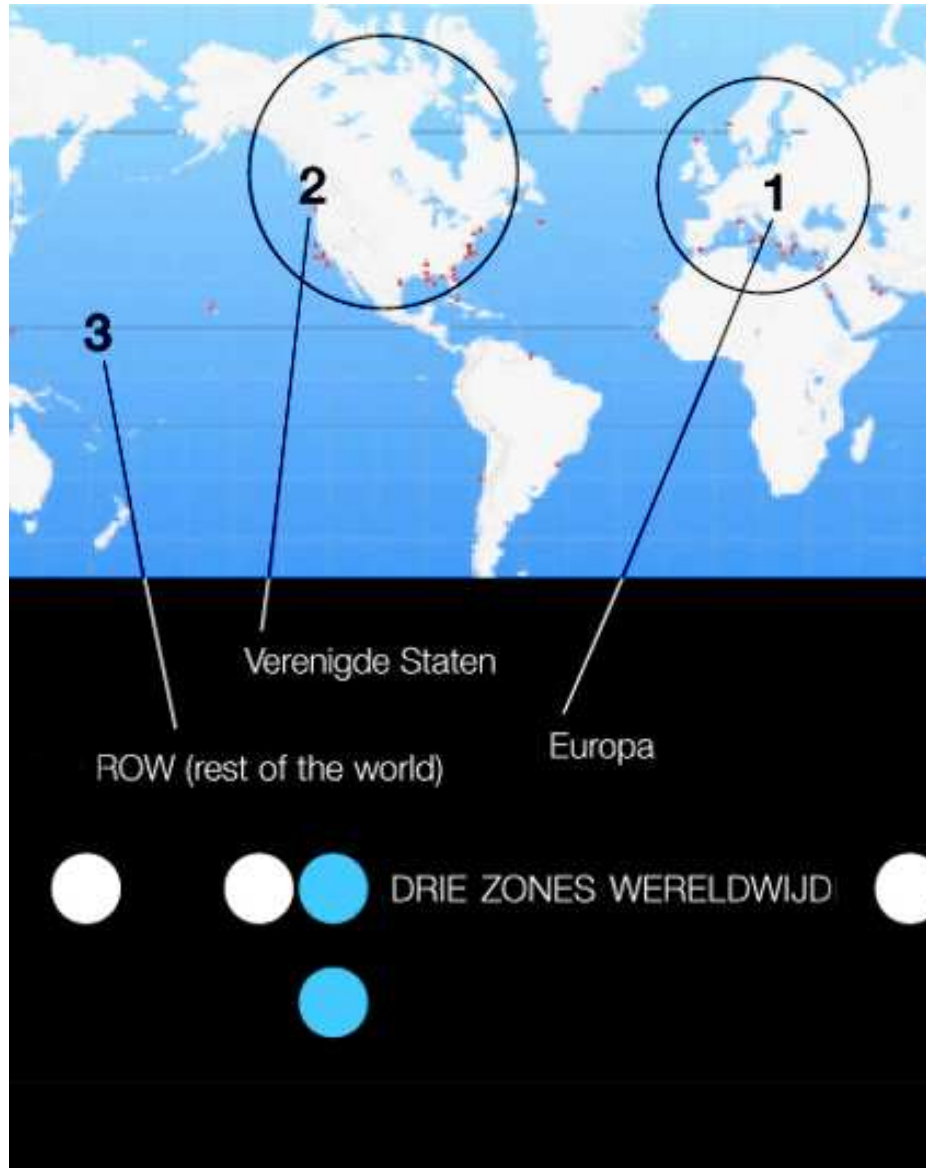 2
1
3
Verenigde Staten
Europa
ROW (rest of the world)
DRIE ZONES WERELDWIJD